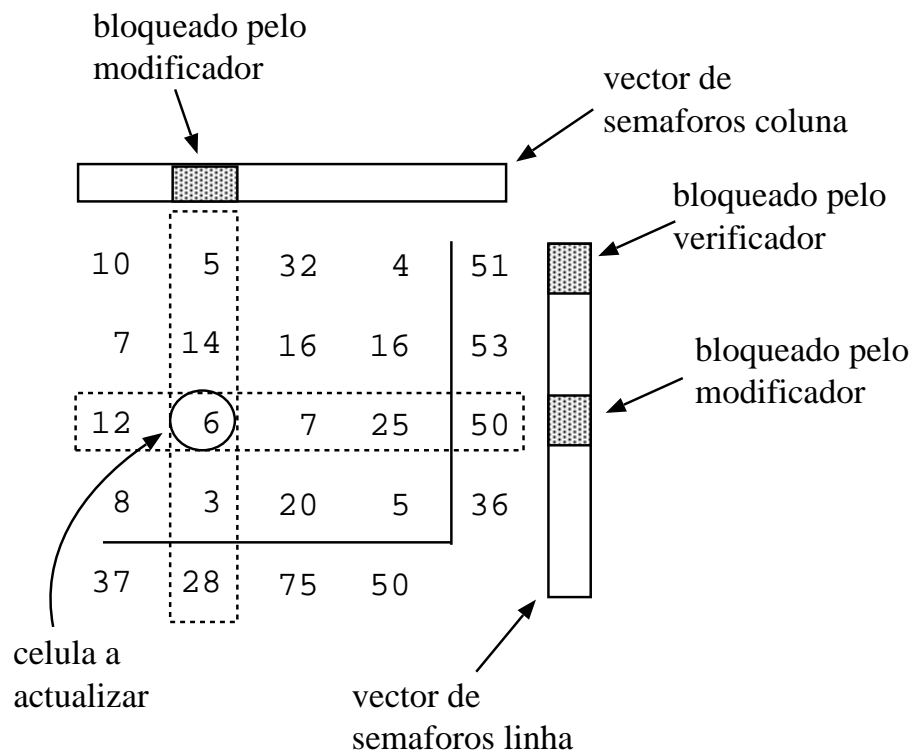 bloqueado pelo
modificador
vector de
semaforos coluna
bloqueado pelo
verificador
10 5 32 4 51
7 14 16 16 53
bloqueado pelo
modificador
12 6 7 25 50
8 3 20 5 36
37 28 75 50
celula a
actualizar
vector de
semaforos linha